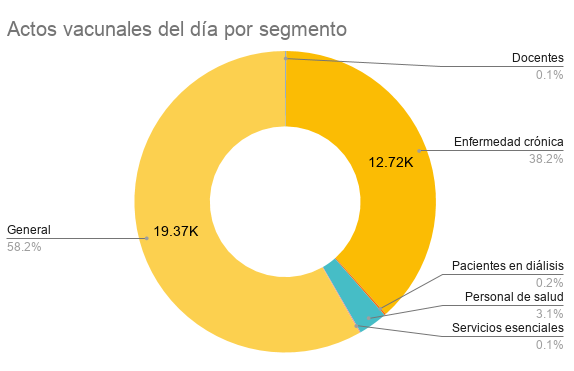 Actos vacunales del día por segmento
Docentes
0.1%
Enfermedad crónica
38.2%
12.72K
General
58.2%
19.37K
Pacientes en diálisis
0.2%
Personal de salud
3.1%
Servicios esenciales
0.1%